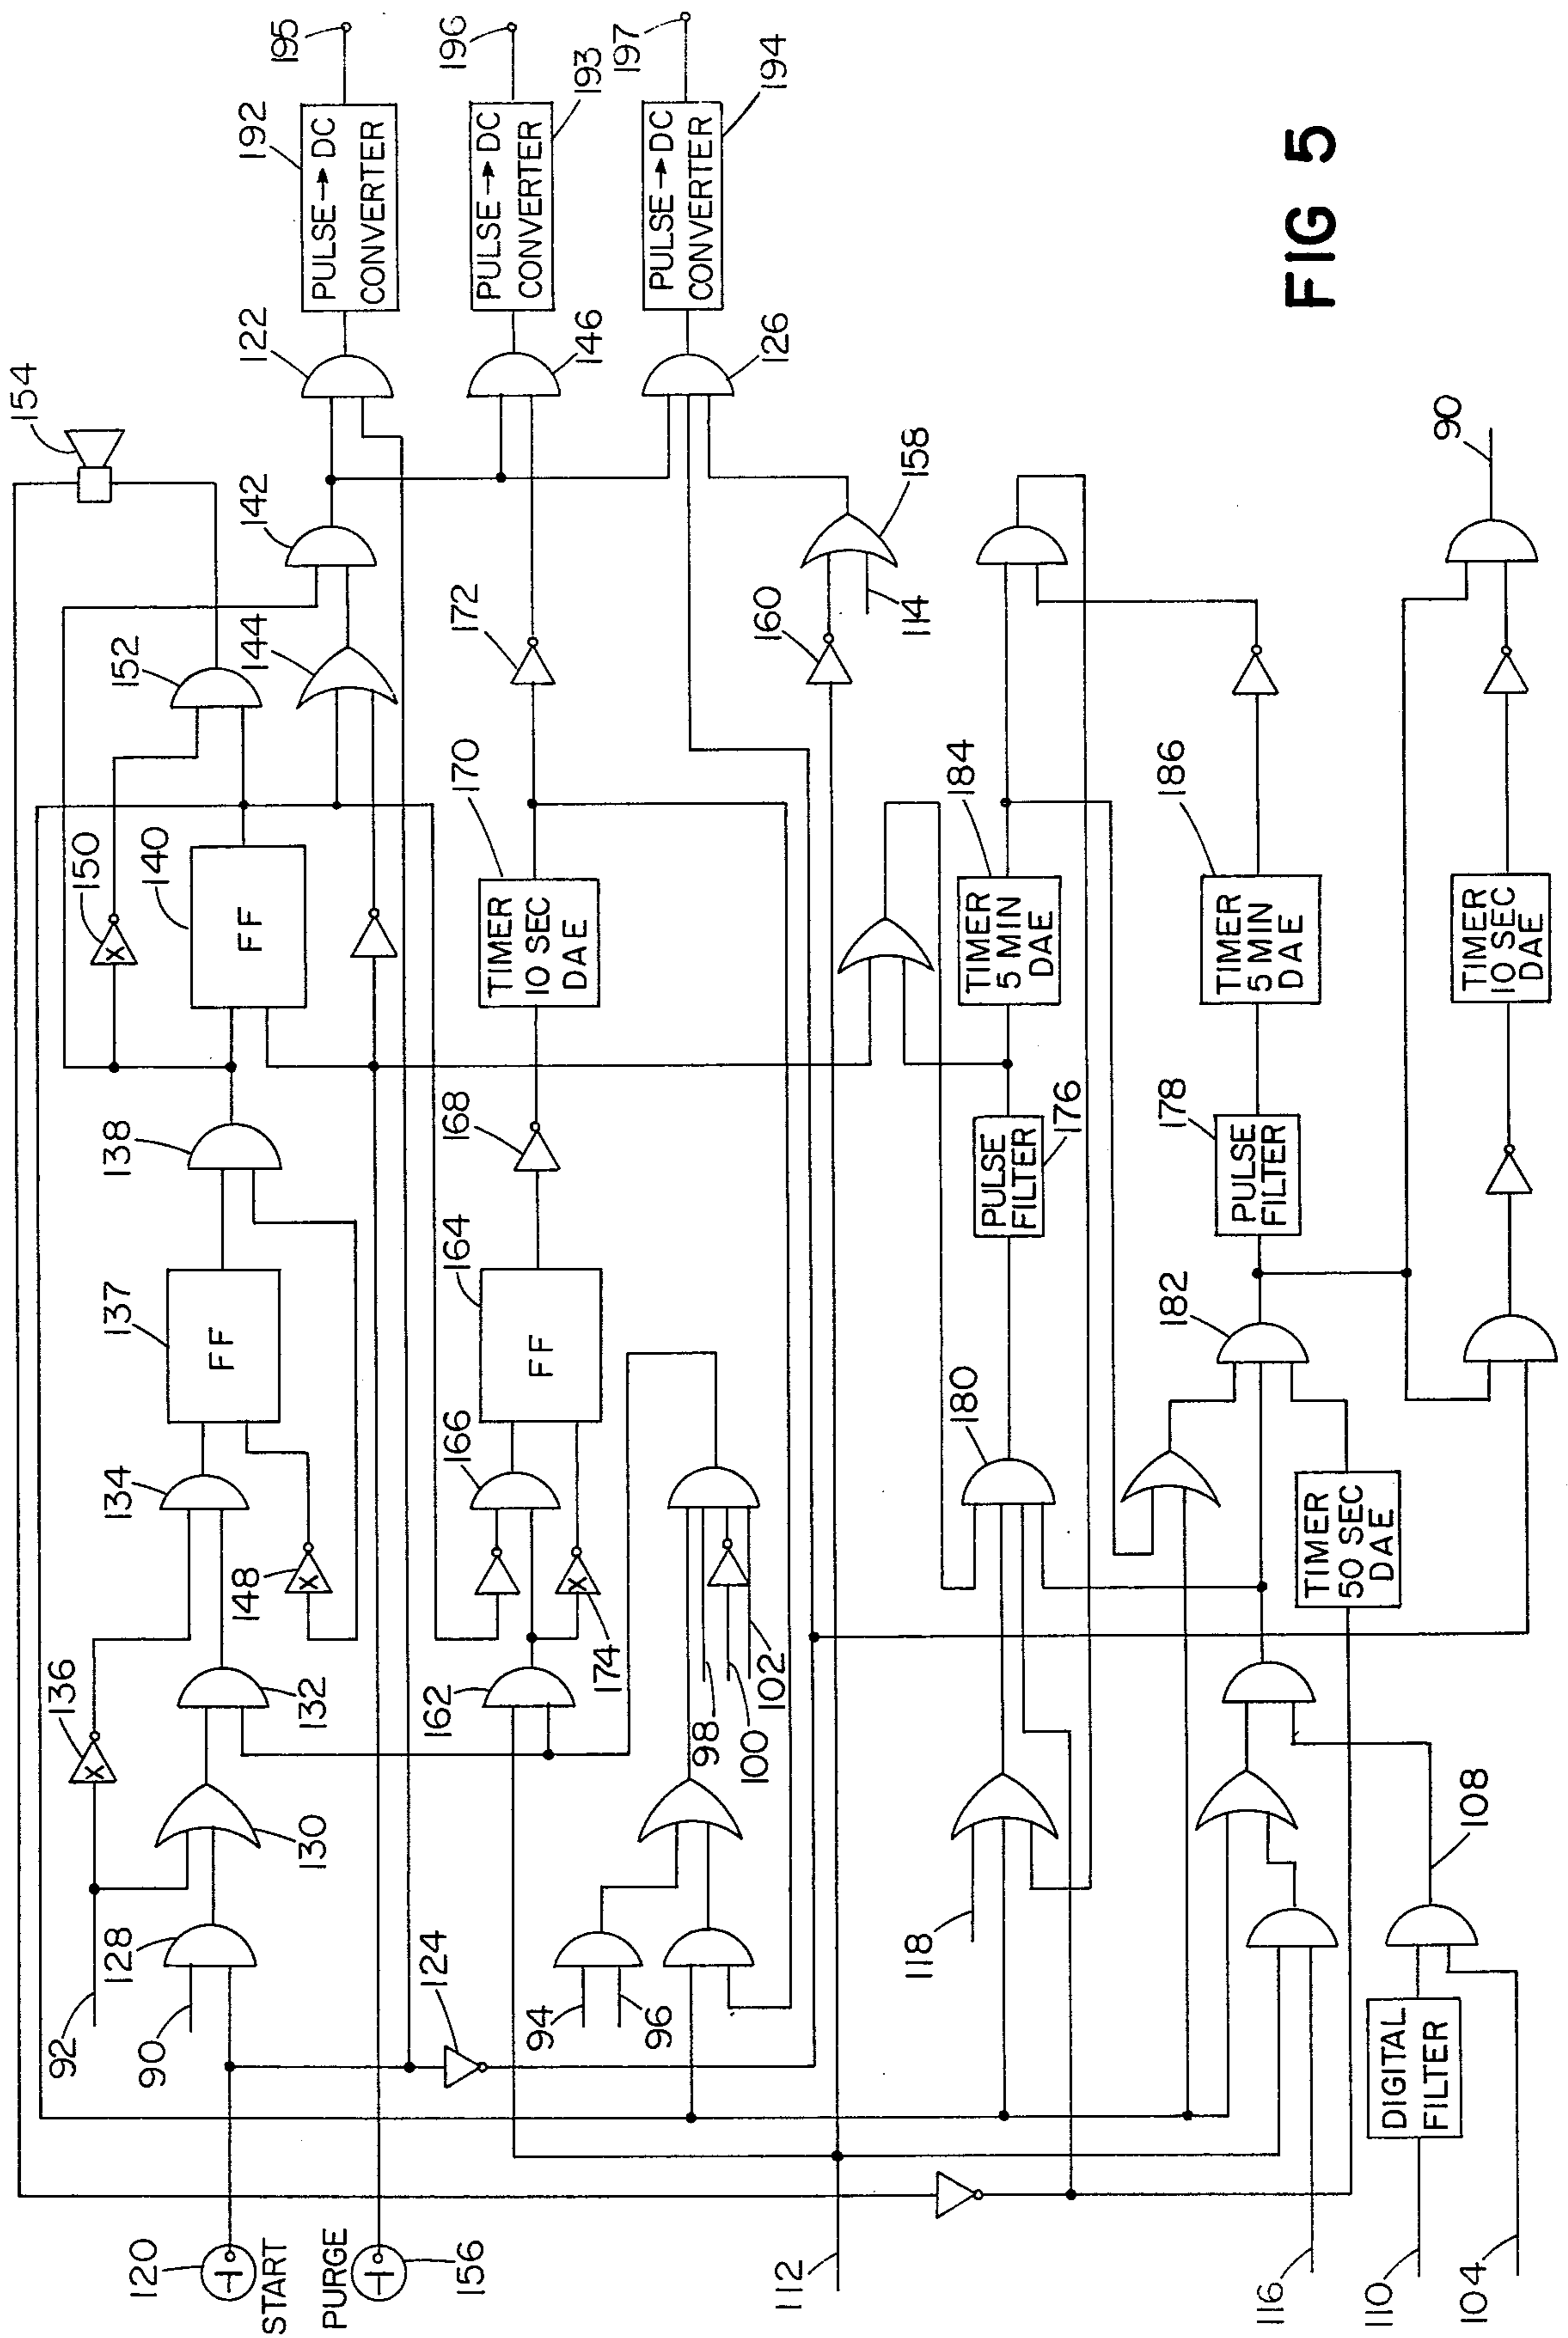 154
195
192
PULSE→DC
CONVERTER
122
142
144
152
150
140
FF
138
137
FF
134
148
136
132
130
128
92
90
124
120
START
PURGE
156
196
PULSE→DC
CONVERTER
193
146
172
170
TIMER
10 SEC
DAE
168
164
FF
166
174
162
98
100
102
94
96
197
PULSE→DC
CONVERTER
194
126
158
160
114
112
184
TIMER
5 MIN
DAE
176
PULSE
FILTER
180
118
186
TIMER
5 MIN
DAE
178
PULSE
FILTER
182
TIMER
50 SEC
DAE
116
90
TIMER
10 SEC
DAE
108
DIGITAL
FILTER
110
104
X
X
X
X
FIG 5